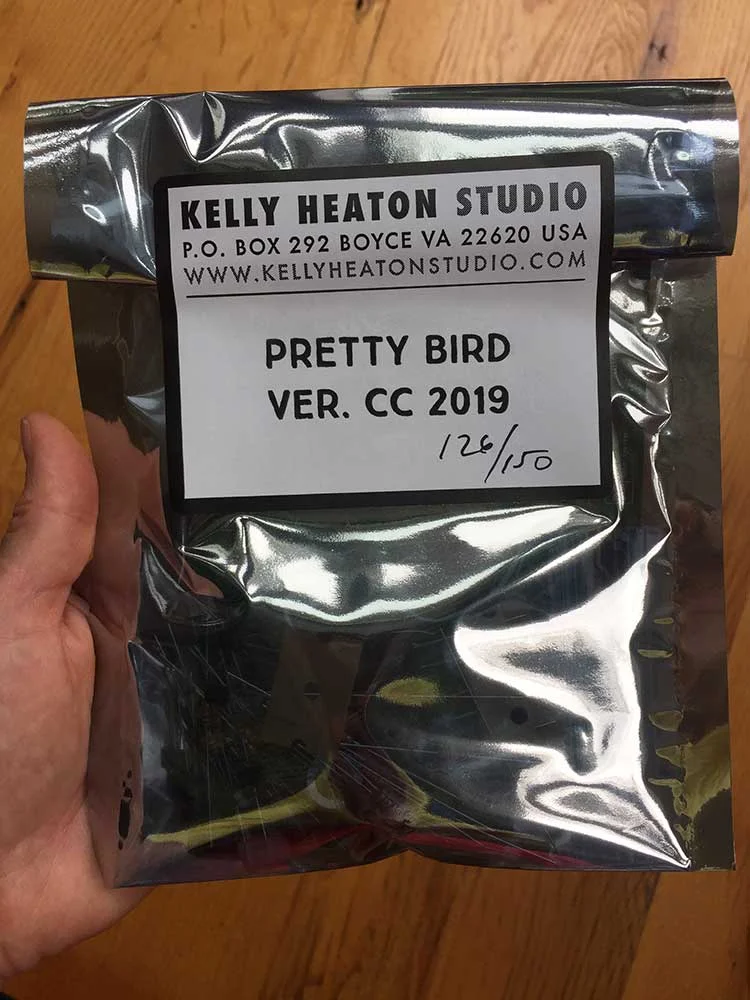 KELLY HEATON STUDIO
P.O. BOX 292 BOYCE VA 22620 USA
WWW.KELLYHEATONSTUDIO.COM
PRETTY BIRD
VER. CC 2019
126/150